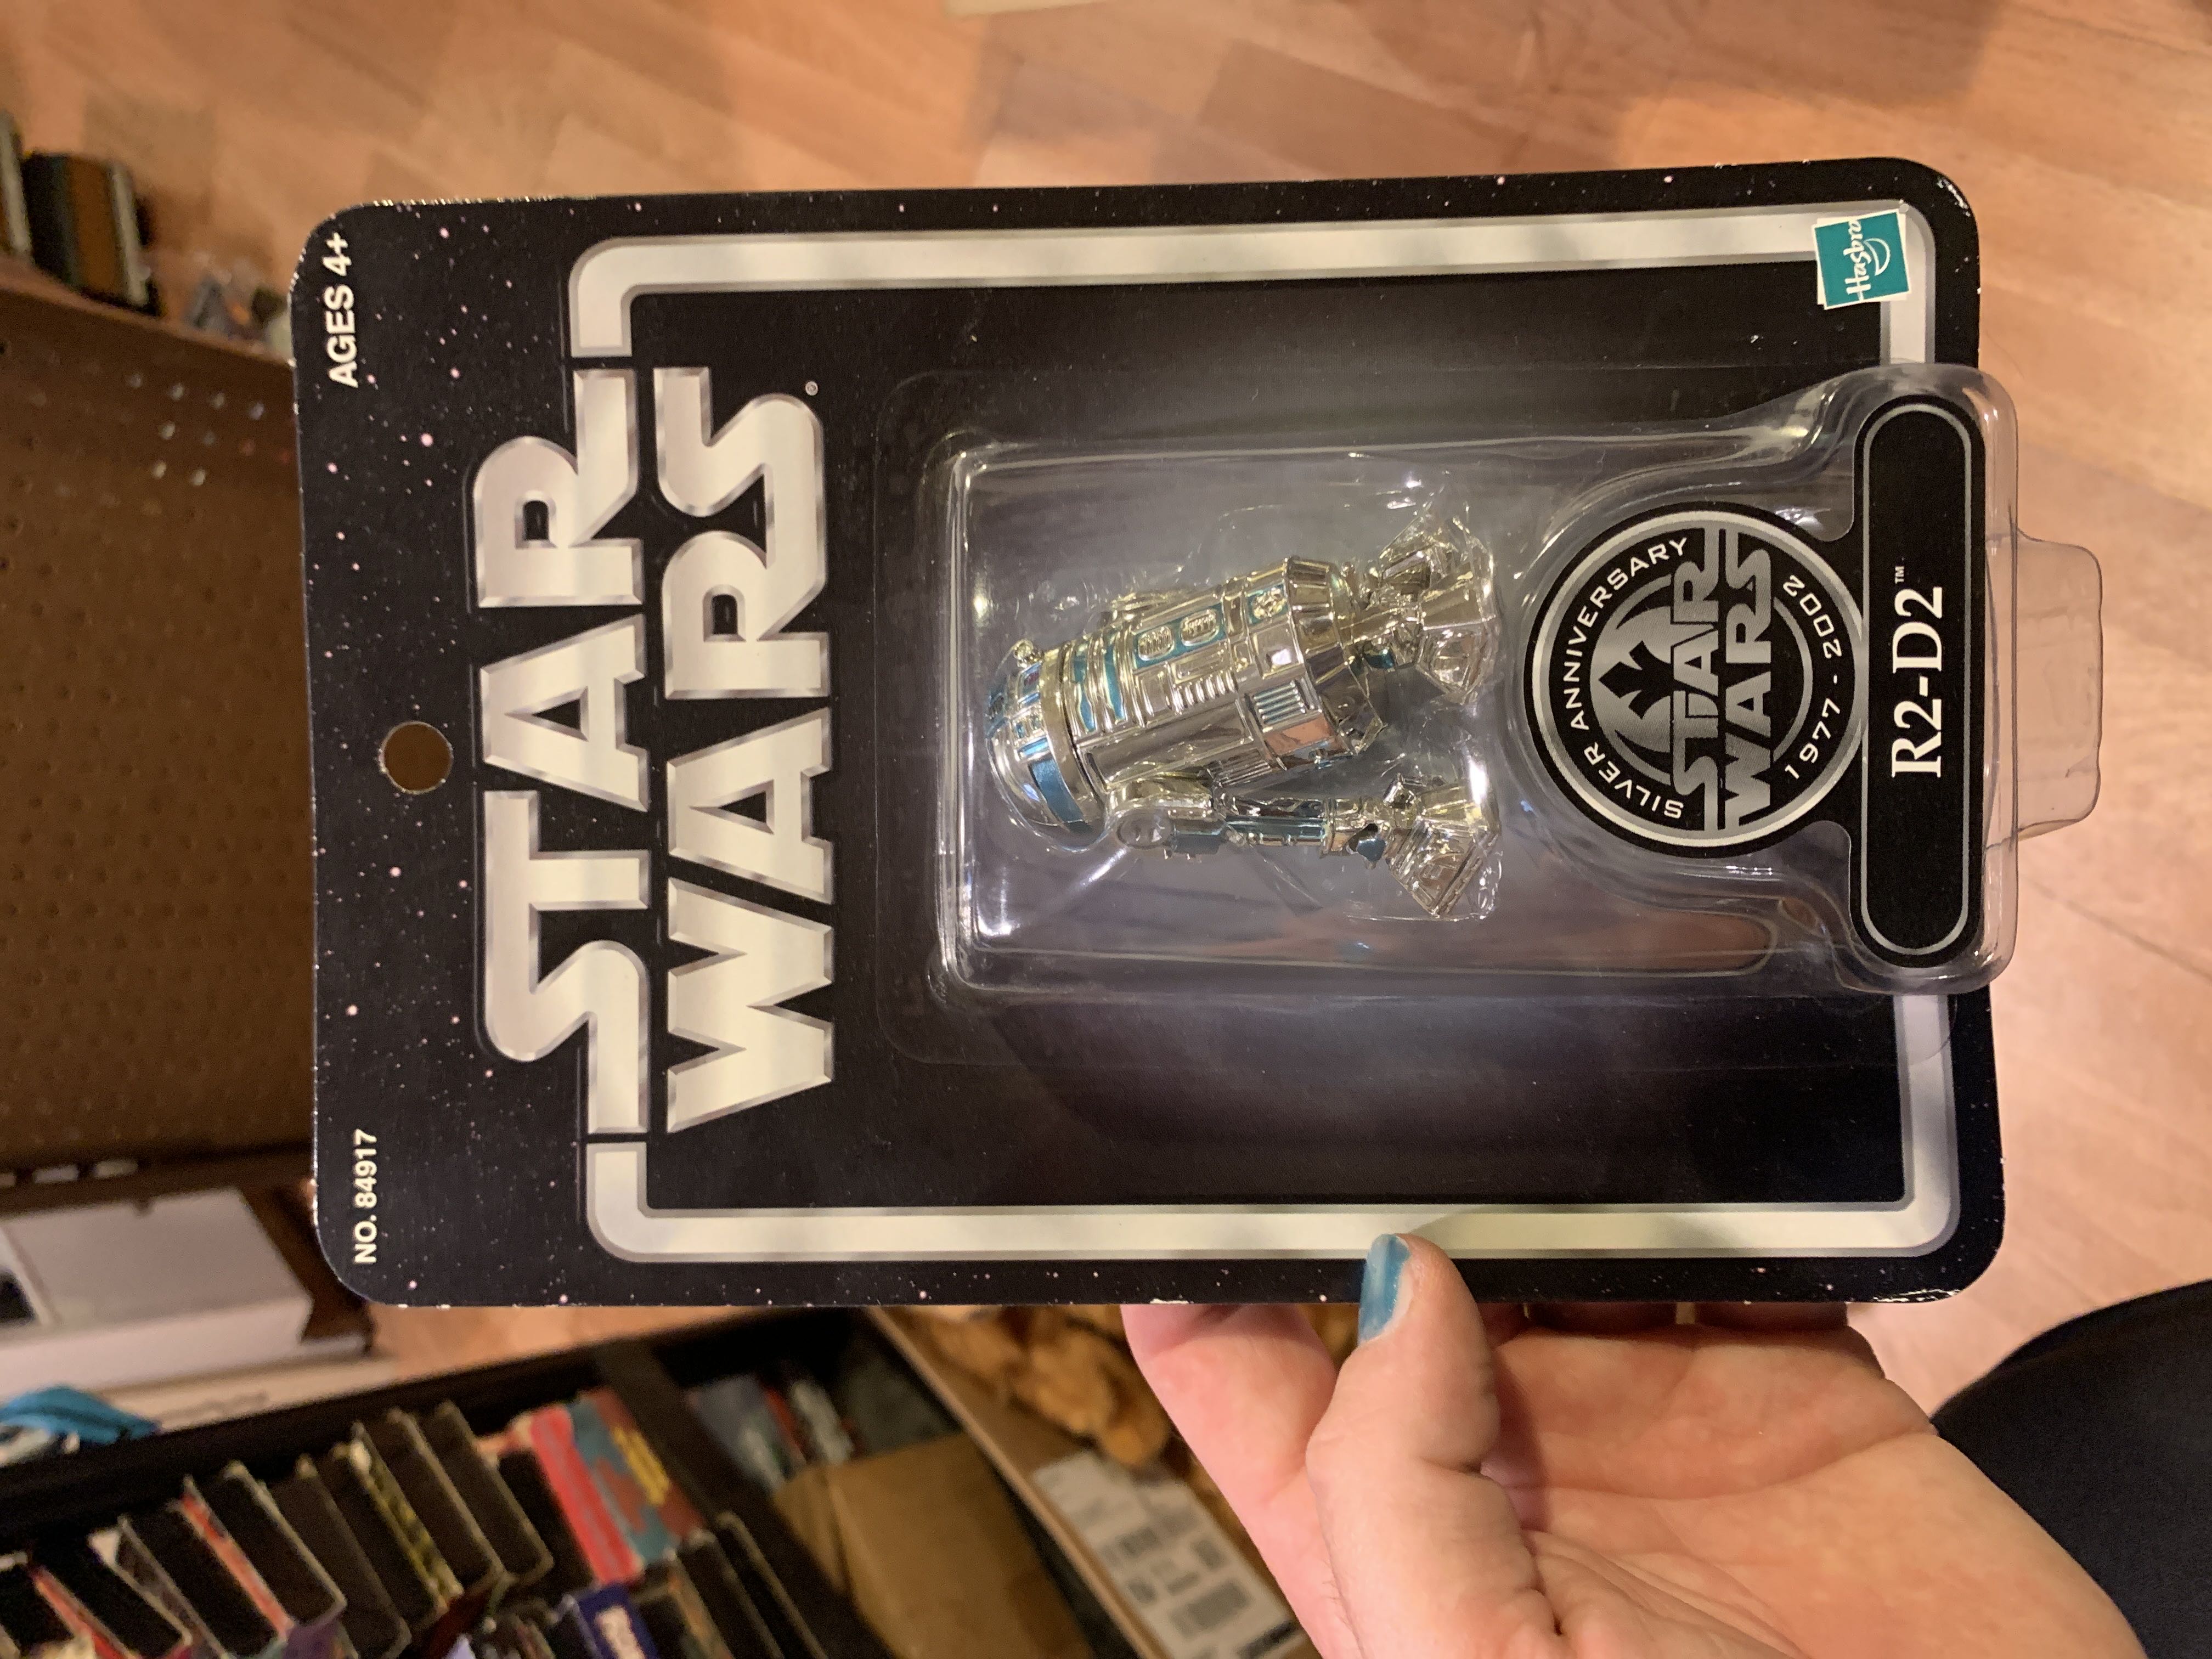 NO. 84917
AGES 4+
STAR
WARS®
SILVER ANNIVERSARY
STAR
WARS
1977 - 2002
R2-D2™
Hasbro